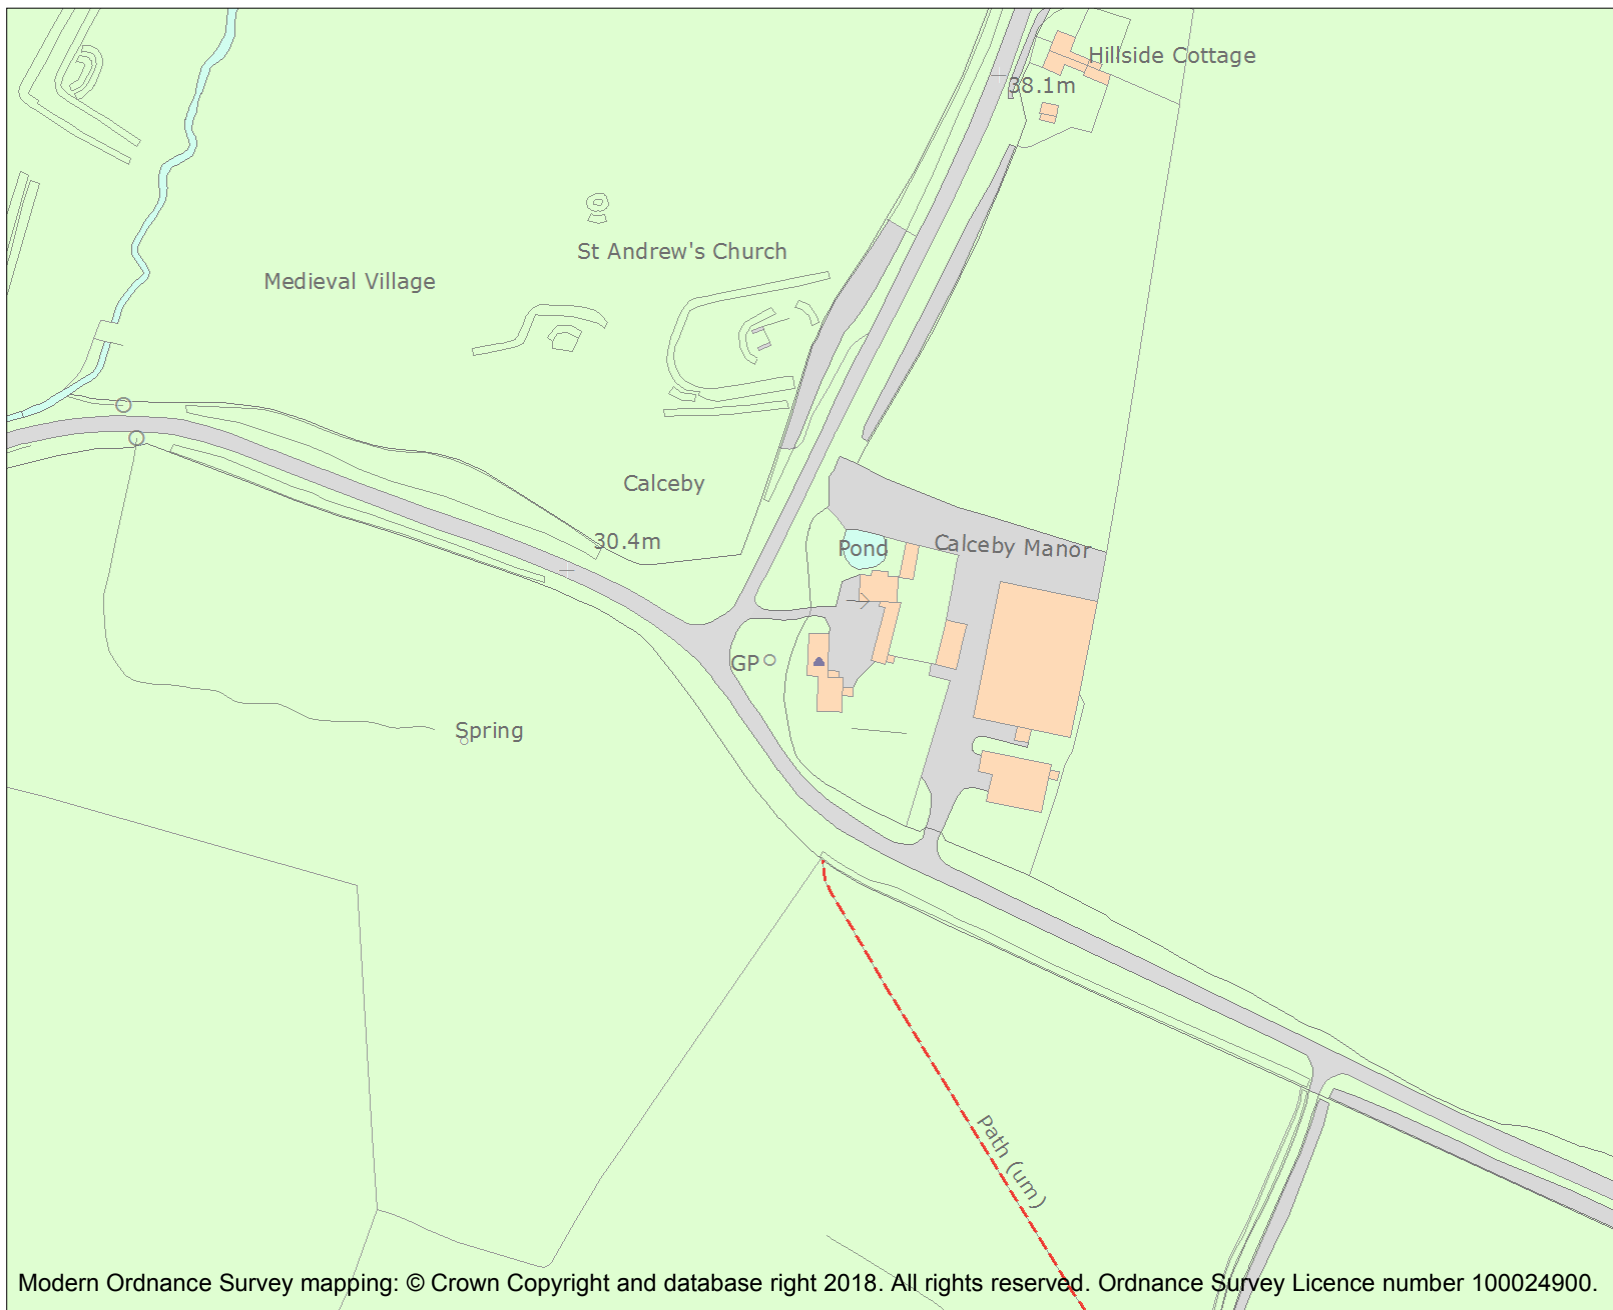 Hillside Cottage
38.1m
St Andrew's Church
Medieval Village
Calceby
30.4m
Pond
Calceby Manor
GP
Spring
Path (um)
Modern Ordnance Survey mapping: © Crown Copyright and database right 2018. All rights reserved. Ordnance Survey Licence number 100024900.